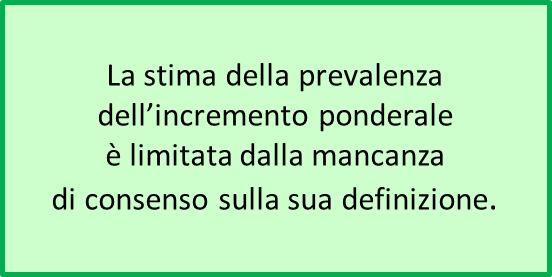 La stima della prevalenza
dell’incremento ponderale
è limitata dalla mancanza
di consenso sulla sua definizione.